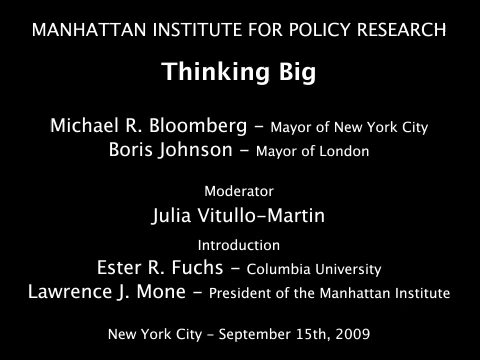 MANHATTAN INSTITUTE FOR POLICY RESEARCH
Thinking Big
Michael R. Bloomberg – Mayor of New York City
Boris Johnson – Mayor of London
Moderator
Julia Vitullo–Martin
Introduction
Ester R. Fuchs – Columbia University
Lawrence J. Mone – President of the Manhattan Institute
New York City – September 15th, 2009